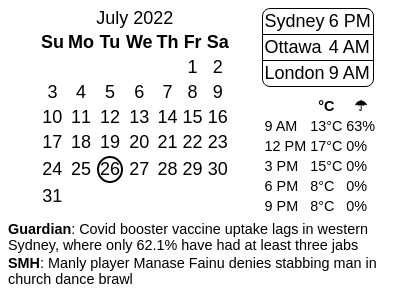 July 2022
Su Mo Tu We Th Fr Sa
1 2
3 4 5 6 7 8 9
10 11 12 13 14 15 16
17 18 19 20 21 22 23
24 25 26 27 28 29 30
31
Sydney 6 PM
Ottawa 4 AM
London 9 AM
°C ☂
9 AM 13°C 63%
12 PM 17°C 0%
3 PM 15°C 0%
6 PM 8°C 0%
9 PM 8°C 0%
Guardian: Covid booster vaccine uptake lags in western
Sydney, where only 62.1% have had at least three jabs
SMH: Manly player Manase Fainu denies stabbing man in
church dance brawl